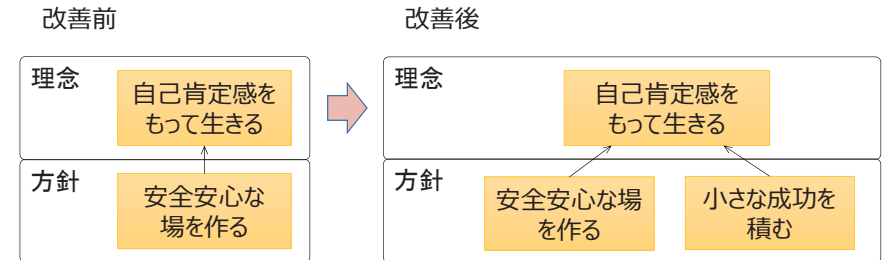 改善前
改善後
理念
自己肯定感を
もって生きる
方針
安全安心な
場を作る
理念
自己肯定感を
もって生きる
方針
安全安心な場
を作る
小さな成功を
積む